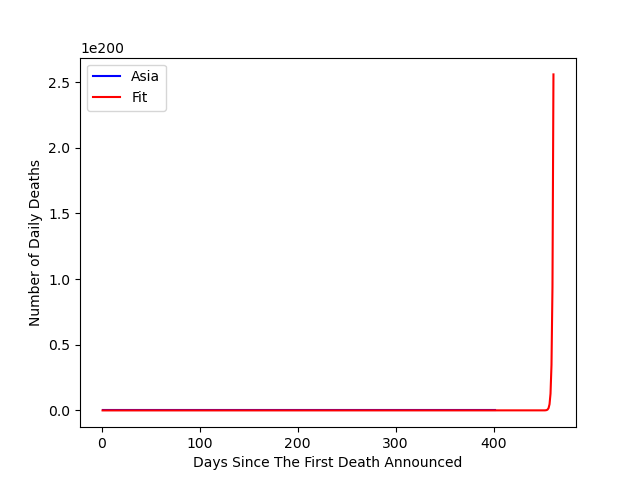 1e200
Asia
Fit
2.5
2.0
1.5
1.0
0.5
0.0
Number of Daily Deaths
0 100 200 300 400
Days Since The First Death Announced